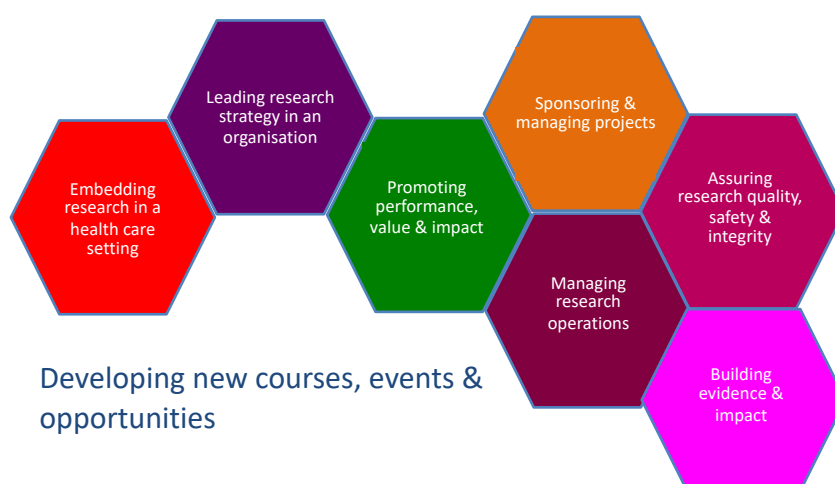 Embedding
research in a
health care
setting
Leading research
strategy in an
organisation
Promoting
performance,
value & impact
Sponsoring &
managing projects
Assuring
research quality,
safety &
integrity
Managing
research
operations
Building
evidence &
impact
Developing new courses, events &
opportunities